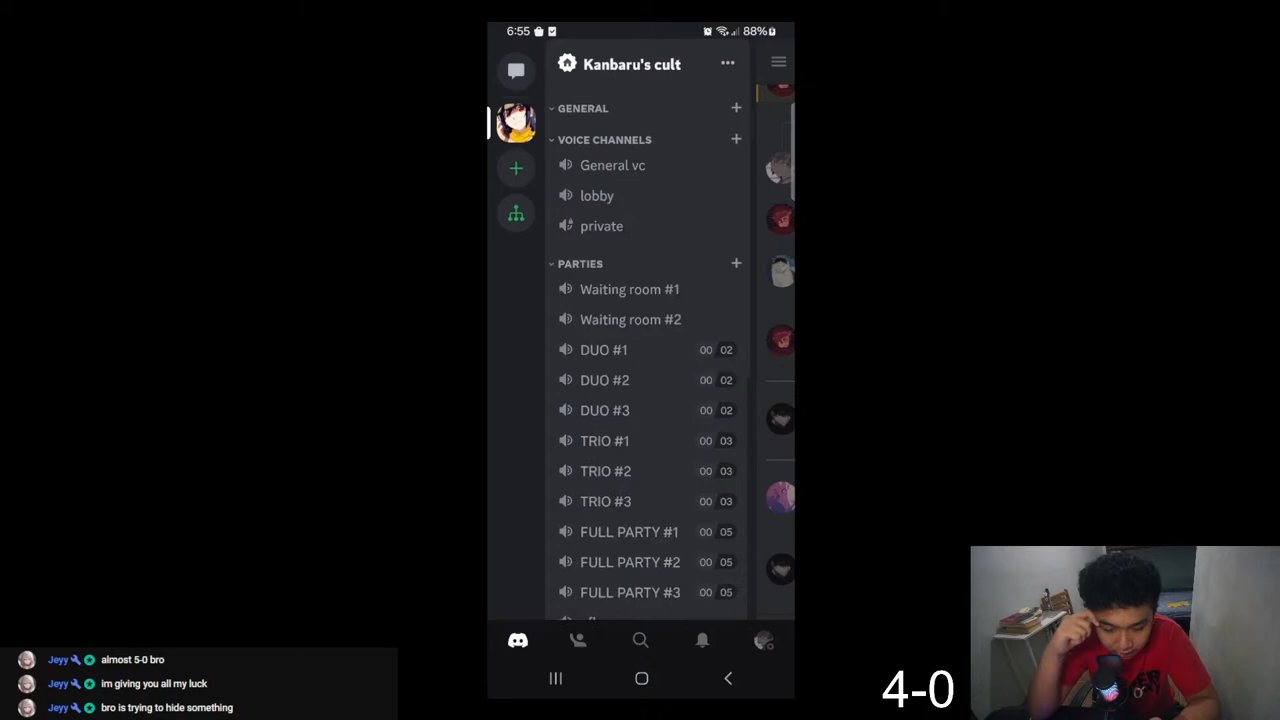 6:55
88%
Kanbaru's cult
GENERAL
VOICE CHANNELS
General vc
lobby
private
PARTIES
Waiting room #1
Waiting room #2
DUO #1 00 02
DUO #2 00 02
DUO #3 00 02
TRIO #1 00 03
TRIO #2 00 03
TRIO #3 00 03
FULL PARTY #1 00 05
FULL PARTY #2 00 05
FULL PARTY #3 00 05
Jeyy almost 5-0 bro
Jeyy im giving you all my luck
Jeyy bro is trying to hide something
4-0